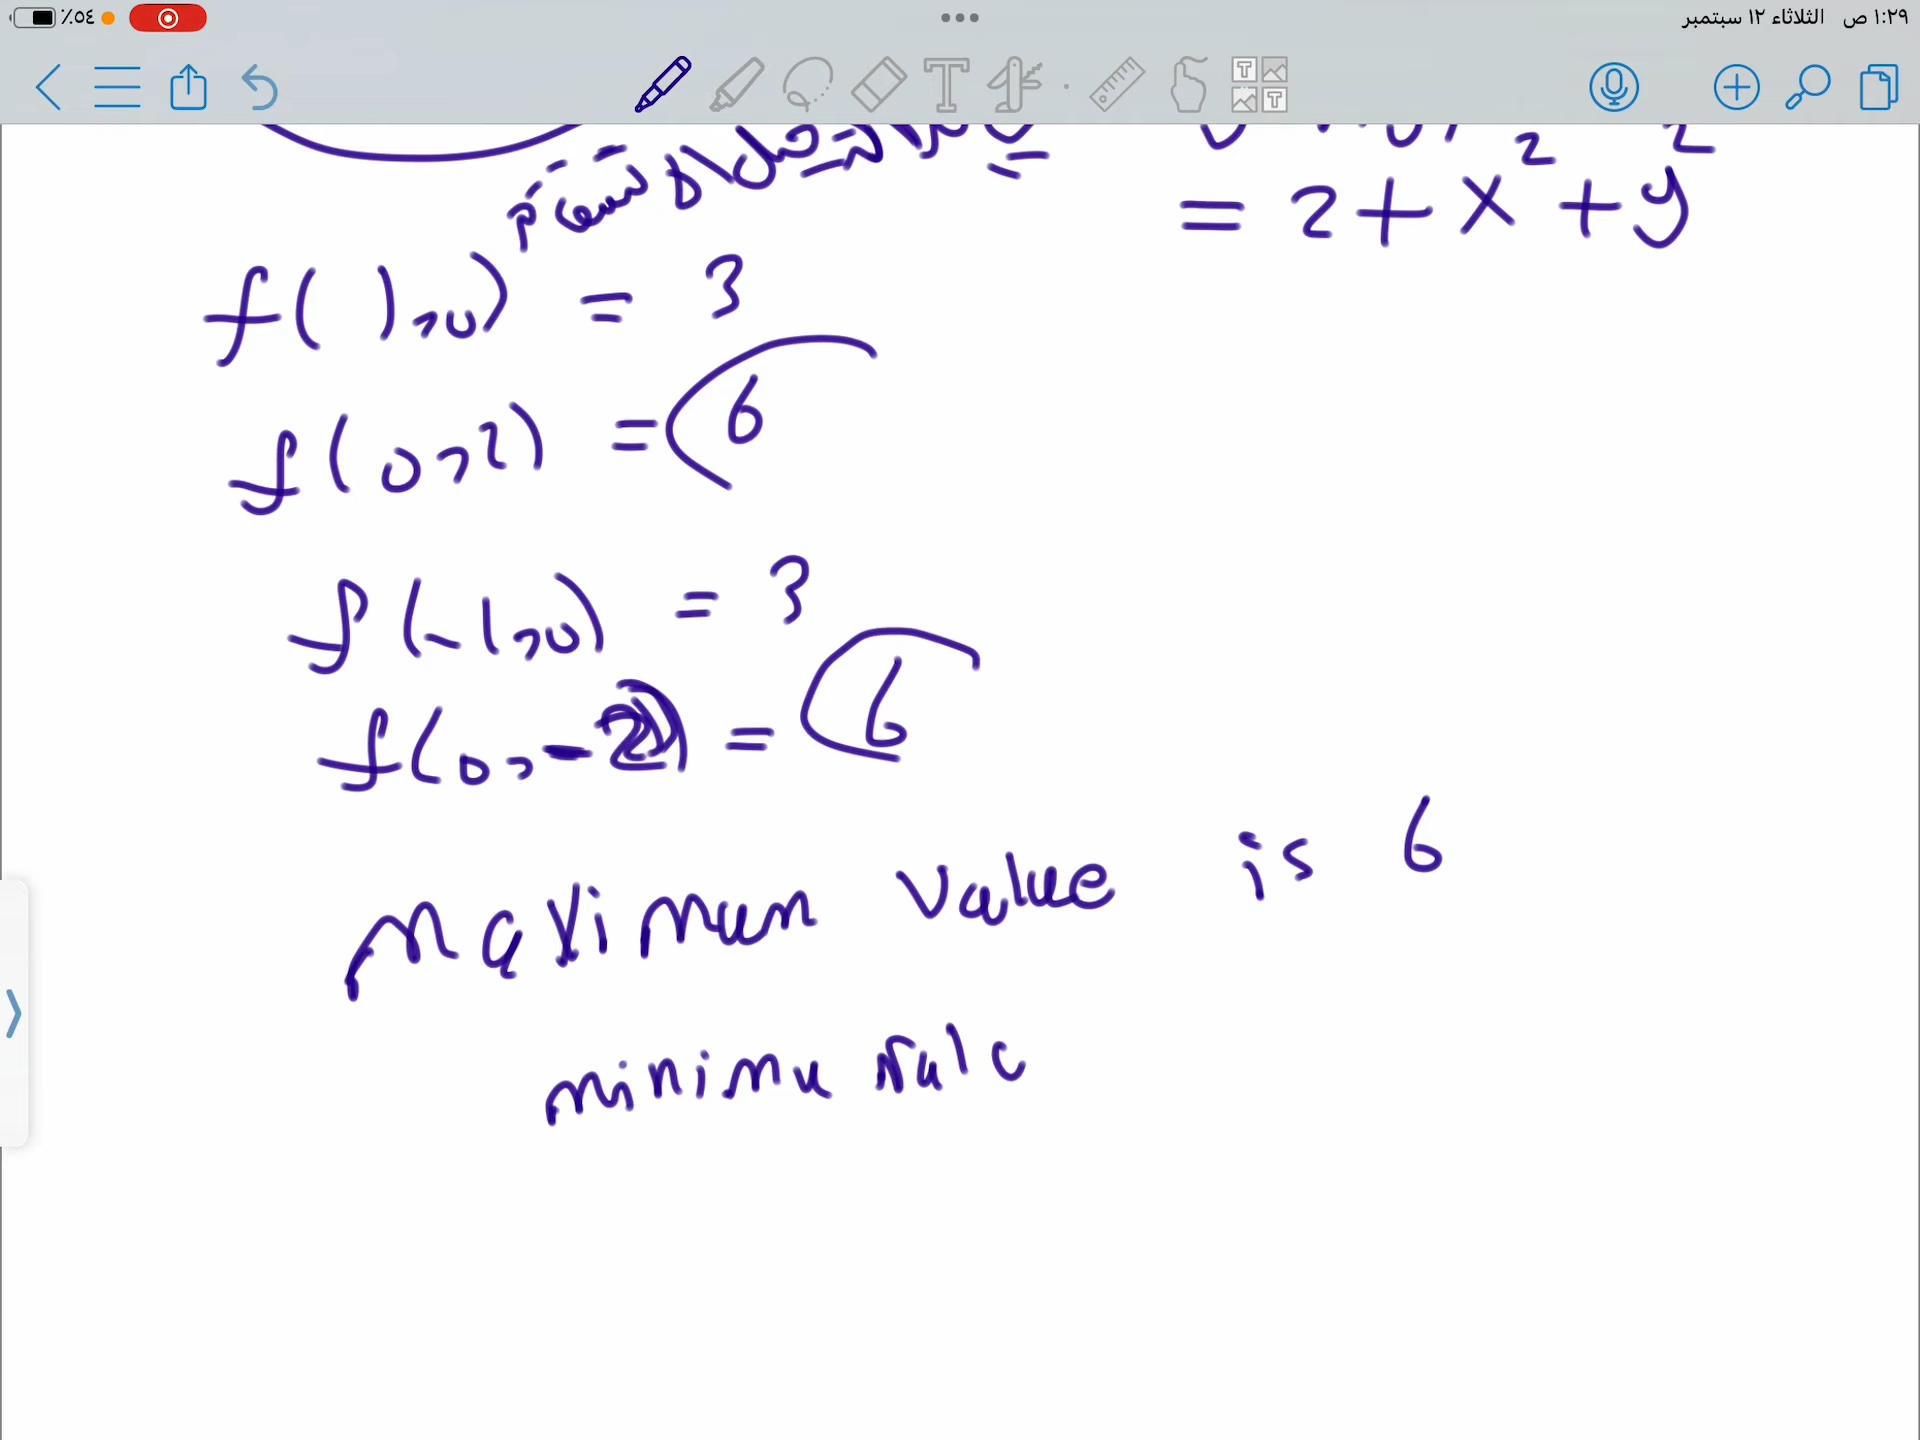 ٪٥٤
١:٢٩ ص الثلاثاء ١٢ سبتمبر
= 2 + x² + y²
f(1,0) = 3
f(0,2) = 6
f(-1,0) = 3
f(0,-2) = 6
Maximum value is 6
minimu valc